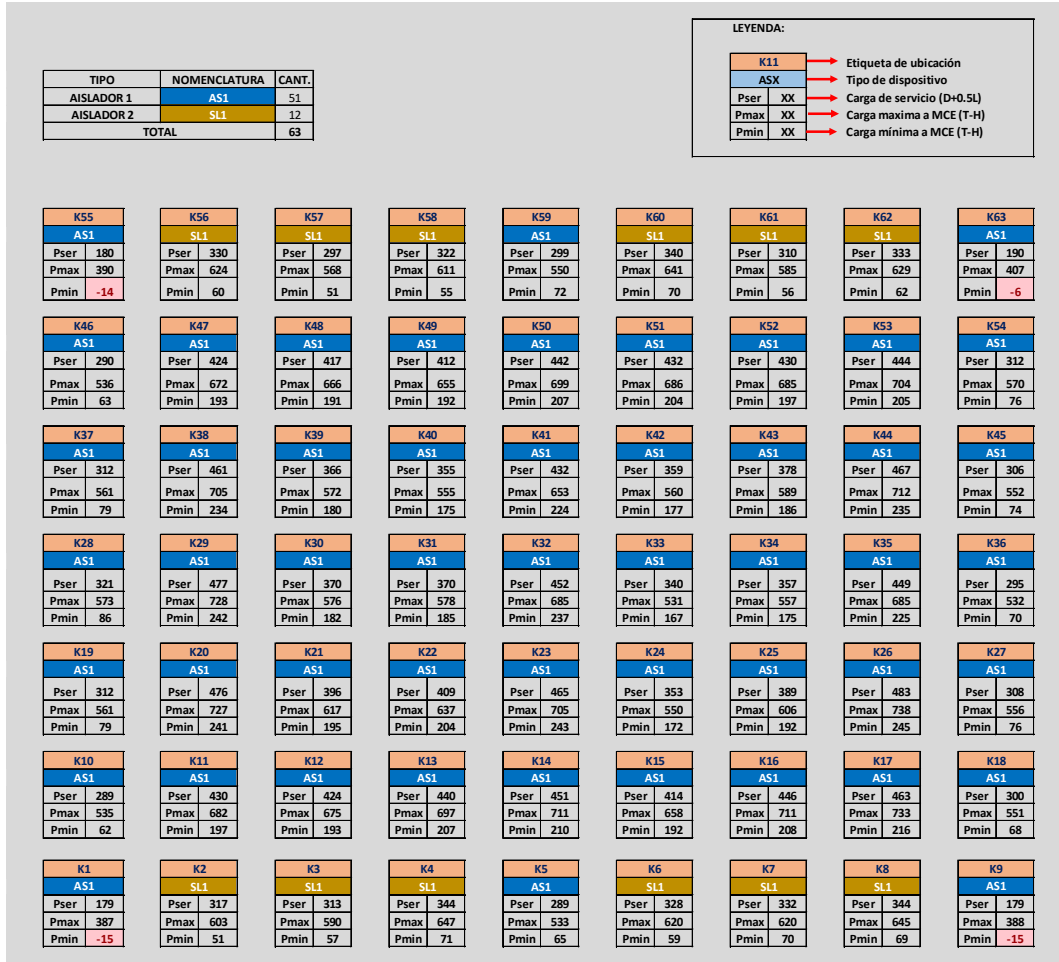 LEYENDA:
K11 Etiqueta de ubicación
ASX Tipo de dispositivo
Pser XX Carga de servicio (D+0.5L)
Pmax XX Carga maxima a MCE (T-H)
Pmin XX Carga mínima a MCE (T-H)
TIPO NOMENCLATURA CANT.
AISLADOR 1 AS1 51
AISLADOR 2 SL1 12
TOTAL 63
K55 K56 K57 K58 K59 K60 K61 K62 K63
AS1 SL1 SL1 SL1 AS1 SL1 SL1 SL1 AS1
Pser 180 Pser 330 Pser 297 Pser 322 Pser 299 Pser 340 Pser 310 Pser 333 Pser 190
Pmax 390 Pmax 624 Pmax 568 Pmax 611 Pmax 550 Pmax 641 Pmax 585 Pmax 629 Pmax 407
Pmin -14 Pmin 60 Pmin 51 Pmin 55 Pmin 72 Pmin 70 Pmin 56 Pmin 62 Pmin -6
K46 K47 K48 K49 K50 K51 K52 K53 K54
AS1 AS1 AS1 AS1 AS1 AS1 AS1 AS1 AS1
Pser 290 Pser 424 Pser 417 Pser 412 Pser 442 Pser 432 Pser 430 Pser 444 Pser 312
Pmax 536 Pmax 672 Pmax 666 Pmax 655 Pmax 699 Pmax 686 Pmax 685 Pmax 704 Pmax 570
Pmin 63 Pmin 193 Pmin 191 Pmin 192 Pmin 207 Pmin 204 Pmin 197 Pmin 205 Pmin 76
K37 K38 K39 K40 K41 K42 K43 K44 K45
AS1 AS1 AS1 AS1 AS1 AS1 AS1 AS1 AS1
Pser 312 Pser 461 Pser 366 Pser 355 Pser 432 Pser 359 Pser 378 Pser 467 Pser 306
Pmax 561 Pmax 705 Pmax 572 Pmax 555 Pmax 653 Pmax 560 Pmax 589 Pmax 712 Pmax 552
Pmin 79 Pmin 234 Pmin 180 Pmin 175 Pmin 224 Pmin 177 Pmin 186 Pmin 235 Pmin 74
K28 K29 K30 K31 K32 K33 K34 K35 K36
AS1 AS1 AS1 AS1 AS1 AS1 AS1 AS1 AS1
Pser 321 Pser 477 Pser 370 Pser 370 Pser 452 Pser 340 Pser 357 Pser 449 Pser 295
Pmax 573 Pmax 728 Pmax 576 Pmax 578 Pmax 685 Pmax 531 Pmax 557 Pmax 685 Pmax 532
Pmin 86 Pmin 242 Pmin 182 Pmin 185 Pmin 237 Pmin 167 Pmin 175 Pmin 225 Pmin 70
K19 K20 K21 K22 K23 K24 K25 K26 K27
AS1 AS1 AS1 AS1 AS1 AS1 AS1 AS1 AS1
Pser 312 Pser 476 Pser 396 Pser 409 Pser 465 Pser 353 Pser 389 Pser 483 Pser 308
Pmax 561 Pmax 727 Pmax 617 Pmax 637 Pmax 705 Pmax 550 Pmax 606 Pmax 738 Pmax 556
Pmin 79 Pmin 241 Pmin 195 Pmin 204 Pmin 243 Pmin 172 Pmin 192 Pmin 245 Pmin 76
K10 K11 K12 K13 K14 K15 K16 K17 K18
AS1 AS1 AS1 AS1 AS1 AS1 AS1 AS1 AS1
Pser 289 Pser 430 Pser 424 Pser 440 Pser 451 Pser 414 Pser 446 Pser 463 Pser 300
Pmax 535 Pmax 682 Pmax 675 Pmax 697 Pmax 711 Pmax 658 Pmax 711 Pmax 733 Pmax 551
Pmin 62 Pmin 197 Pmin 193 Pmin 207 Pmin 210 Pmin 192 Pmin 208 Pmin 216 Pmin 68
K1 K2 K3 K4 K5 K6 K7 K8 K9
AS1 SL1 SL1 SL1 AS1 SL1 SL1 SL1 AS1
Pser 179 Pser 317 Pser 313 Pser 344 Pser 289 Pser 328 Pser 332 Pser 344 Pser 179
Pmax 387 Pmax 603 Pmax 590 Pmax 647 Pmax 533 Pmax 620 Pmax 620 Pmax 645 Pmax 388
Pmin -15 Pmin 51 Pmin 57 Pmin 71 Pmin 65 Pmin 59 Pmin 70 Pmin 69 Pmin -15